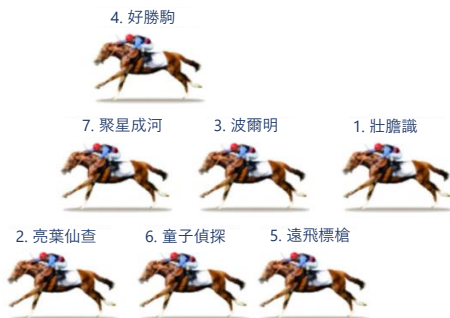 4. 好勝駒
7. 聚星成河
3. 波爾明
1. 壯膽識
2. 亮葉仙查
6. 童子偵探
5. 遠飛標槍